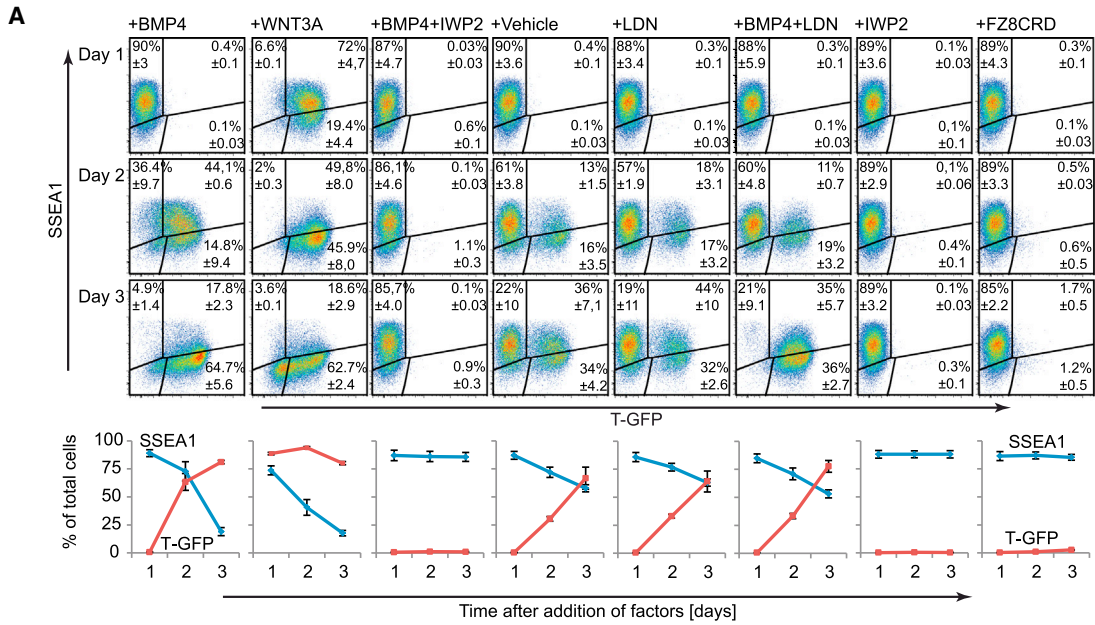 A
+BMP4 +WNT3A +BMP4+IWP2 +Vehicle +LDN +BMP4+LDN +IWP2 +FZ8CRD
SSEA1
Day 1
90% 0.4% 6.6% 72% 87% 0.03% 90% 0.4% 88% 0.3% 88% 0.3% 89% 0.1% 89% 0.3%
±3 ±0.1 ±0.1 ±4,7 ±4.7 ±0.03 ±3.6 ±0.1 ±3.4 ±0.1 ±5.9 ±0.1 ±3.6 ±0.03 ±4.3 ±0.1
0.1% 19.4% 0.6% 0.1% 0.1% 0.1% 0,1% 0.1%
±0.03 ±4.4 ±0.1 ±0.03 ±0.03 ±0.03 ±0.1 ±0.03
Day 2
36.4% 44,1% 2% 49,8% 86,1% 0.1% 61% 13% 57% 18% 60% 11% 89% 0,1% 89% 0.5%
±9.7 ±0.6 ±0.3 ±8.0 ±4.6 ±0.03 ±3.8 ±1.5 ±1.9 ±3.1 ±4.8 ±0.7 ±2.9 ±0.06 ±3.3 ±0.03
14.8% 45.9% 1.1% 16% 17% 19% 0.4% 0.6%
±9.4 ±8,0 ±0.3 ±3.5 ±3.2 ±3.2 ±0.1 ±0.5
Day 3
4.9% 17.8% 3.6% 18.6% 85,7% 0.1% 22% 36% 19% 44% 21% 35% 89% 0.1% 85% 1.7%
±1.4 ±2.3 ±0.1 ±2.9 ±4.0 ±0.03 ±10 ±7,1 ±11 ±10 ±9.1 ±5.7 ±3.2 ±0.03 ±2.2 ±0.5
64.7% 62.7% 0.9% 34% 32% 36% 0.3% 1.2%
±5.6 ±2.4 ±0.3 ±4.2 ±2.6 ±2.7 ±0.1 ±0.5
T-GFP
% of total cells
100
75
50
25
0
SSEA1 SSEA1
T-GFP T-GFP
1 2 3 1 2 3 1 2 3 1 2 3 1 2 3 1 2 3 1 2 3 1 2 3
Time after addition of factors [days]